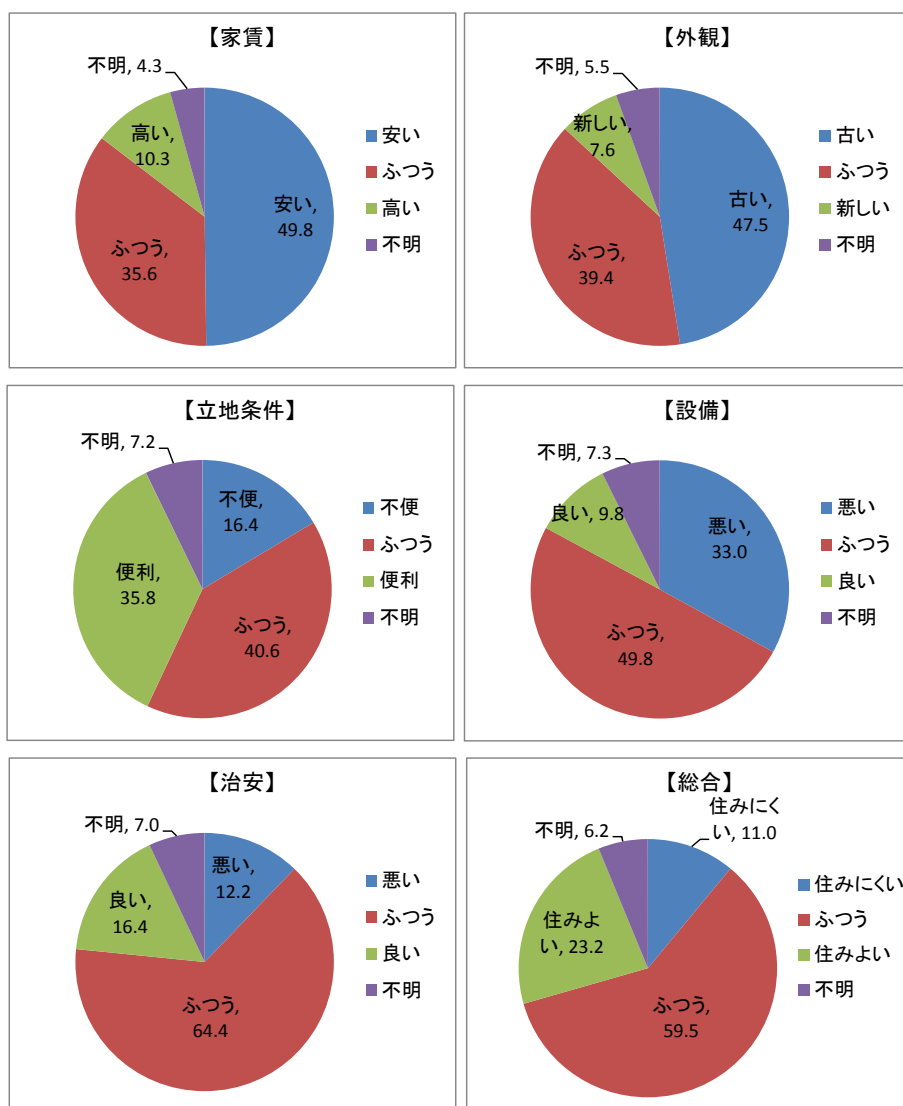 【家賃】
不明, 4.3
高い,
10.3
安い,
49.8
ふつう,
35.6
安い
ふつう
高い
不明
【外観】
不明, 5.5
新しい,
7.6
古い,
47.5
ふつう,
39.4
古い
ふつう
新しい
不明
【立地条件】
不明, 7.2
不便,
16.4
便利,
35.8
ふつう,
40.6
不便
ふつう
便利
不明
【設備】
不明, 7.3
良い, 9.8
悪い,
33.0
ふつう,
49.8
悪い
ふつう
良い
不明
【治安】
不明, 7.0
悪い,
12.2
良い,
16.4
ふつう,
64.4
悪い
ふつう
良い
不明
【総合】
住みにく
い, 11.0
不明, 6.2
住みよ
い, 23.2
ふつう,
59.5
住みにくい
ふつう
住みよい
不明